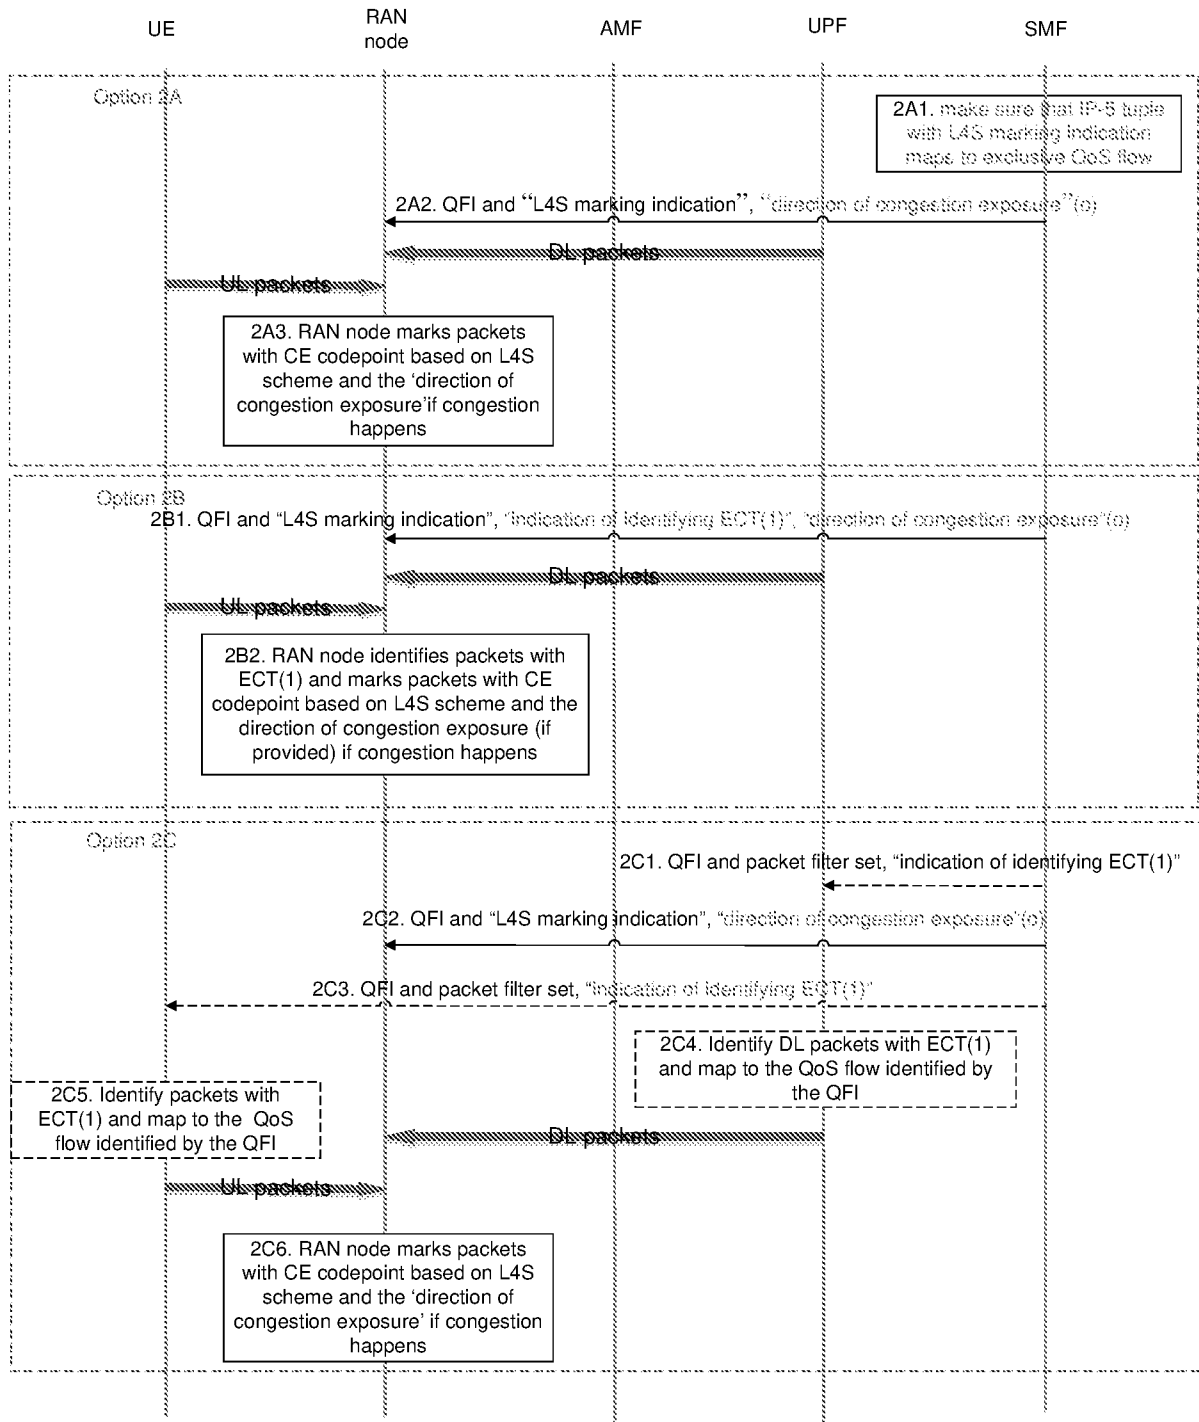 UE
RAN
node
AMF
UPF
SMF
Option 2A
2A1. make sure that IP-5 tuple
with L4S marking Indication
maps to exclusive QoS flow
2A2. QFI and “L4S marking indication”, “direction of congestion exposure”(o)
DL packets
UL packets
2A3. RAN node marks packets
with CE codepoint based on L4S
scheme and the ‘direction of
congestion exposure’if congestion
happens
Option 2B
2B1. QFI and “L4S marking indication”, “Indication of Identifying ECT(1)”, “direction of congestion exposure”(o)
DL packets
UL packets
2B2. RAN node identifies packets with
ECT(1) and marks packets with CE
codepoint based on L4S scheme and the
direction of congestion exposure (if
provided) if congestion happens
Option 2C
2C1. QFI and packet filter set, “indication of identifying ECT(1)”
2C2. QFI and “L4S marking indication”, “direction of congestion exposure”(o)
2C3. QFI and packet filter set, “Indication of Identifying ECT(1)”
2C4. Identify DL packets with ECT(1)
and map to the QoS flow identified by
the QFI
2C5. Identify packets with
ECT(1) and map to the QoS
flow identified by the QFI
DL packets
UL packets
2C6. RAN node marks packets
with CE codepoint based on L4S
scheme and the ‘direction of
congestion exposure’ if congestion
happens